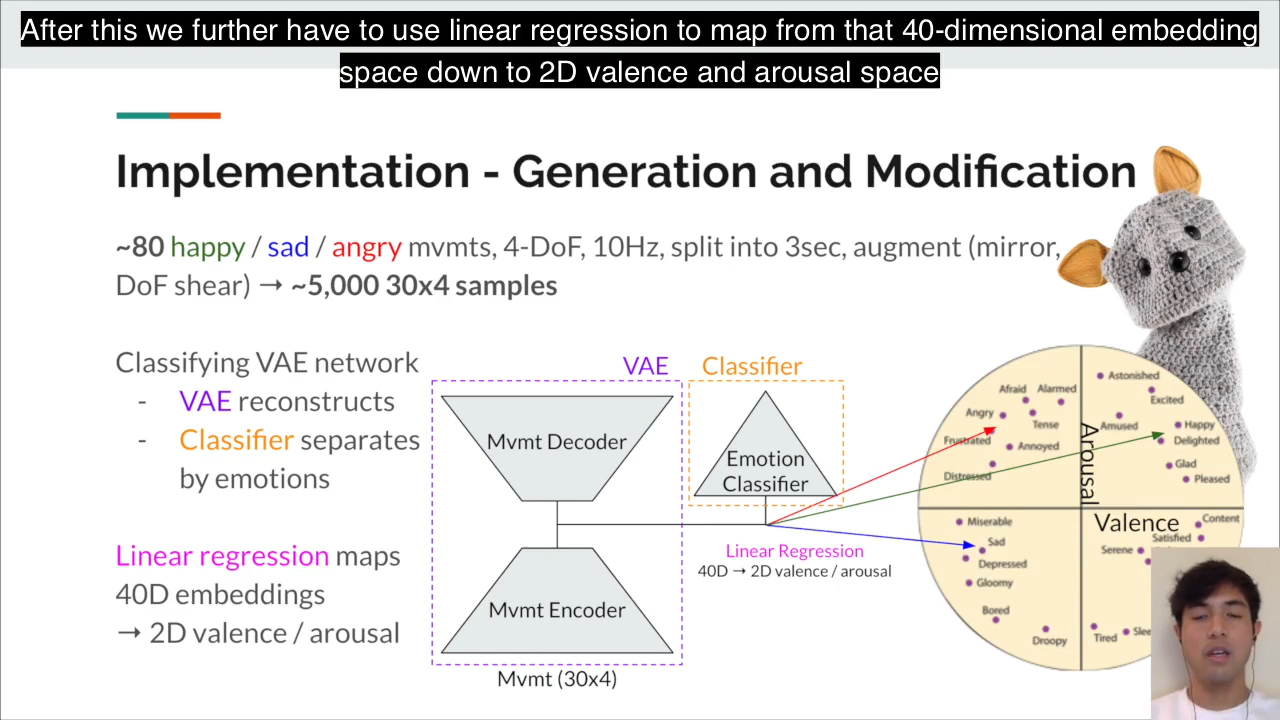 After this we further have to use linear regression to map from that 40-dimensional embedding
space down to 2D valence and arousal space
Implementation - Generation and Modification
~80 happy / sad / angry mvmts, 4-DoF, 10Hz, split into 3sec, augment (mirror,
DoF shear) → ~5,000 30x4 samples
Classifying VAE network
- VAE reconstructs
- Classifier separates
by emotions
Linear regression maps
40D embeddings
→ 2D valence / arousal
VAE
Classifier
Mvmt Decoder
Emotion
Classifier
Mvmt Encoder
Mvmt (30x4)
Linear Regression
40D → 2D valence / arousal
Arousal
Valence
Afraid
Alarmed
Angry
Tense
Frustrated
Annoyed
Distressed
Astonished
Excited
Amused
Happy
Delighted
Glad
Pleased
Miserable
Sad
Depressed
Gloomy
Bored
Droopy
Content
Satisfied
Serene
Tired